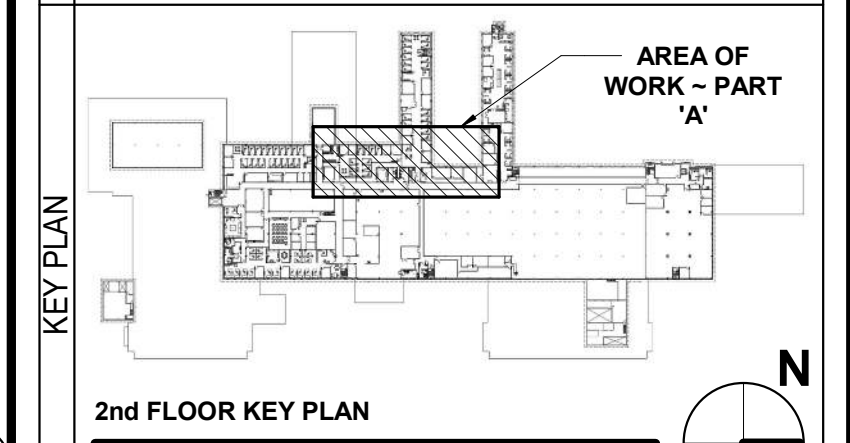 AREA OF
WORK ~ PART
'A'
KEY PLAN
N
2nd FLOOR KEY PLAN